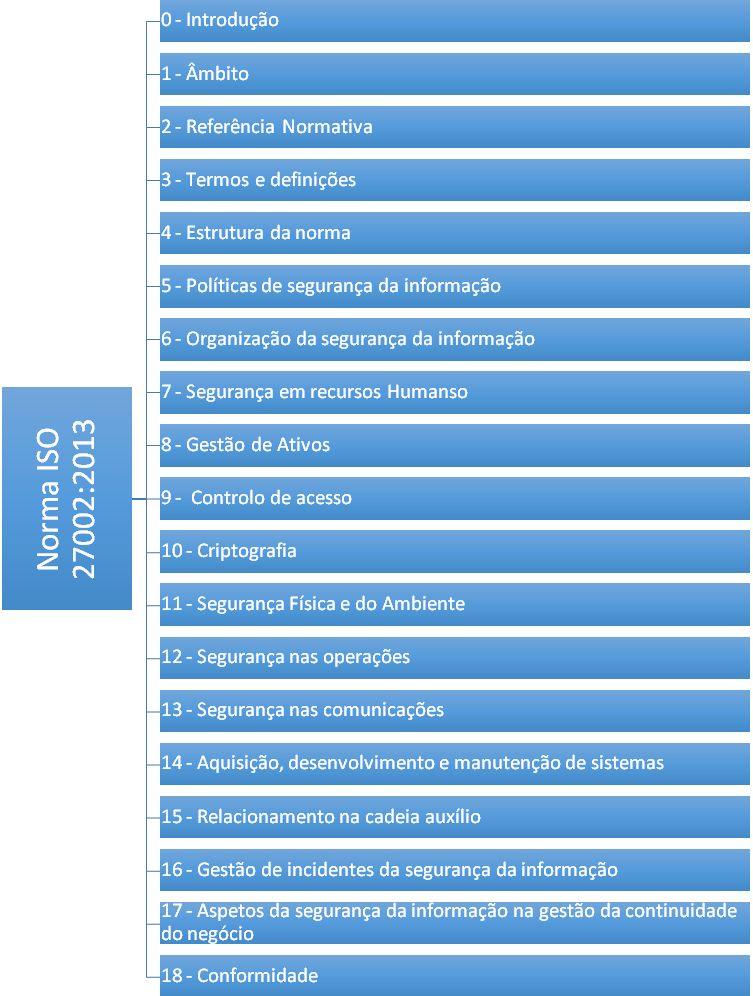 0 - Introdução
1 - Âmbito
2 - Referência Normativa
3 - Termos e definições
4 - Estrutura da norma
5 - Políticas de segurança da informação
6 - Organização da segurança da informação
7 - Segurança em recursos Humanso
8 - Gestão de Ativos
Norma ISO
27002:2013
9 -  Controlo de acesso
10 - Criptografia
11 - Segurança Física e do Ambiente
12 - Segurança nas operações
13 - Segurança nas comunicações
14 - Aquisição, desenvolvimento e manutenção de sistemas
15 - Relacionamento na cadeia auxílio
16 - Gestão de incidentes da segurança da informação
17 - Aspetos da segurança da informação na gestão da continuidade
do negócio
18 - Conformidade